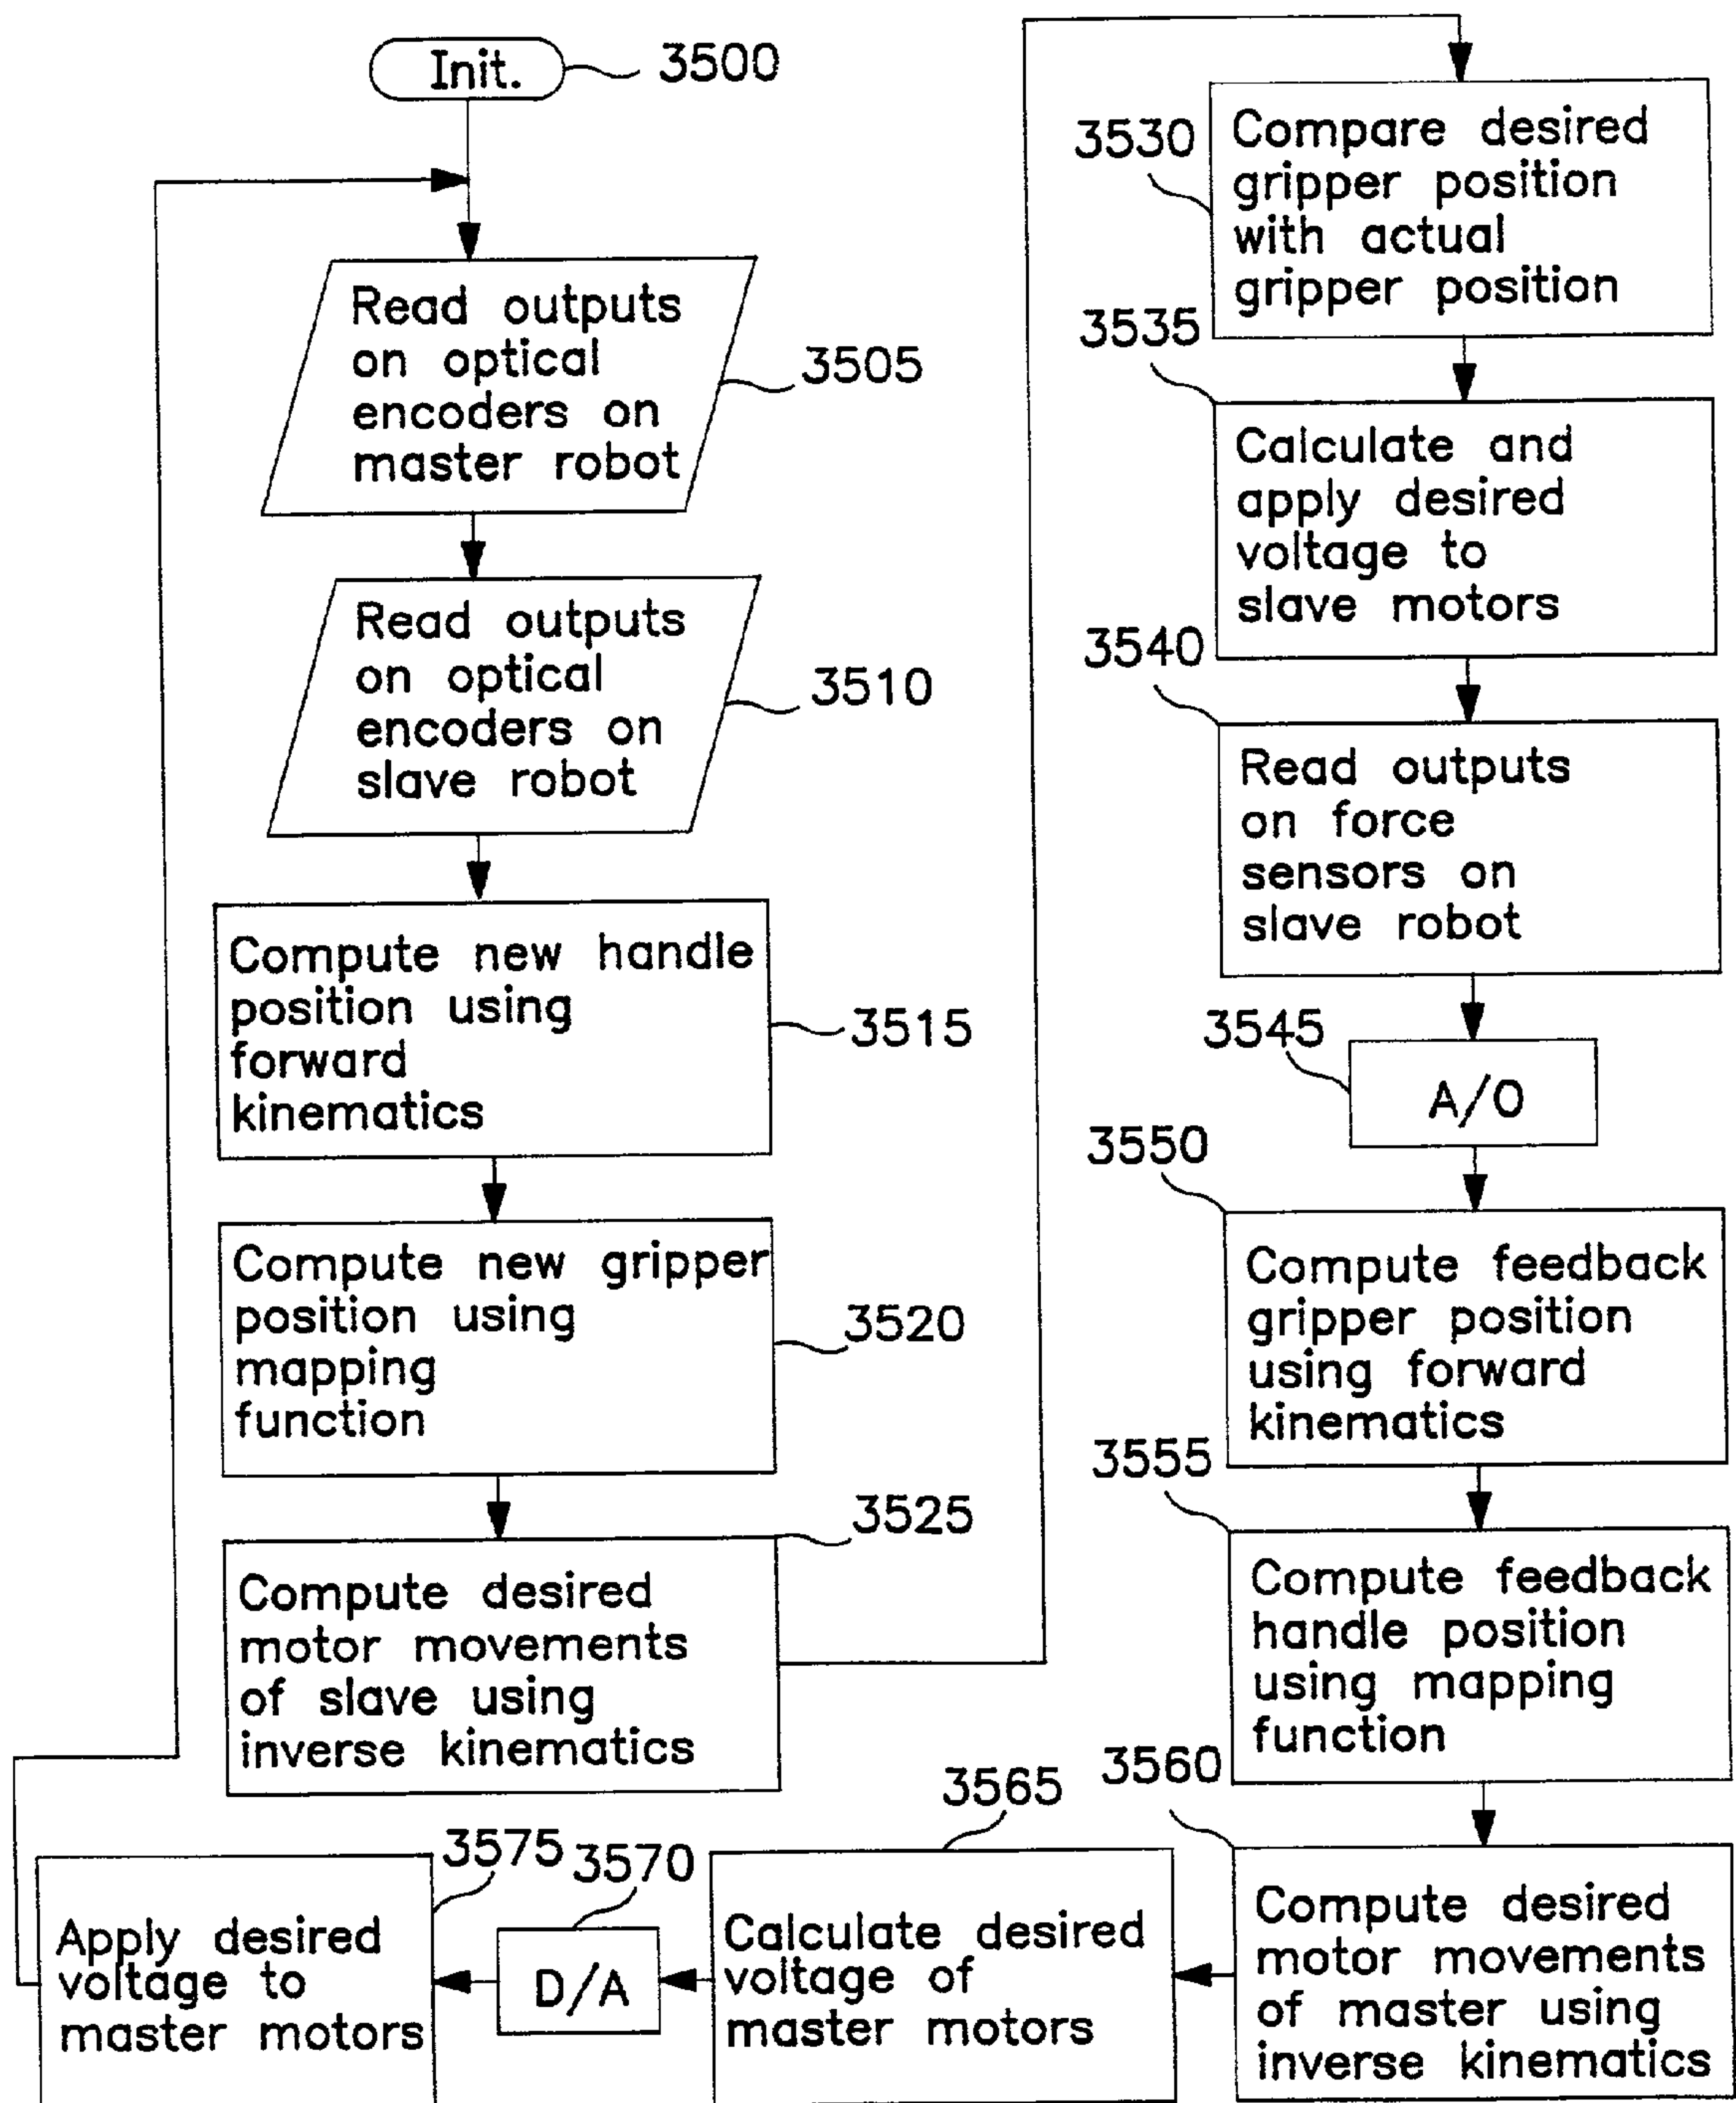 Init.
3500
Read outputs
on optical
encoders on
master robot
3505
Read outputs
on optical
encoders on
slave robot
3510
Compute new handle
position using
forward
kinematics
3515
Compute new gripper
position using
mapping
function
3520
Compute desired
motor movements
of slave using
inverse kinematics
3525
3530
Compare desired
gripper position
with actual
gripper position
3535
Calculate and
apply desired
voltage to
slave motors
3540
Read outputs
on force
sensors on
slave robot
3545
A/O
3550
Compute feedback
gripper position
using forward
kinematics
3555
Compute feedback
handle position
using mapping
function
3560
Compute desired
motor movements
of master using
inverse kinematics
3565
Calculate desired
voltage of
master motors
3570
D/A
3575
Apply desired
voltage to
master motors